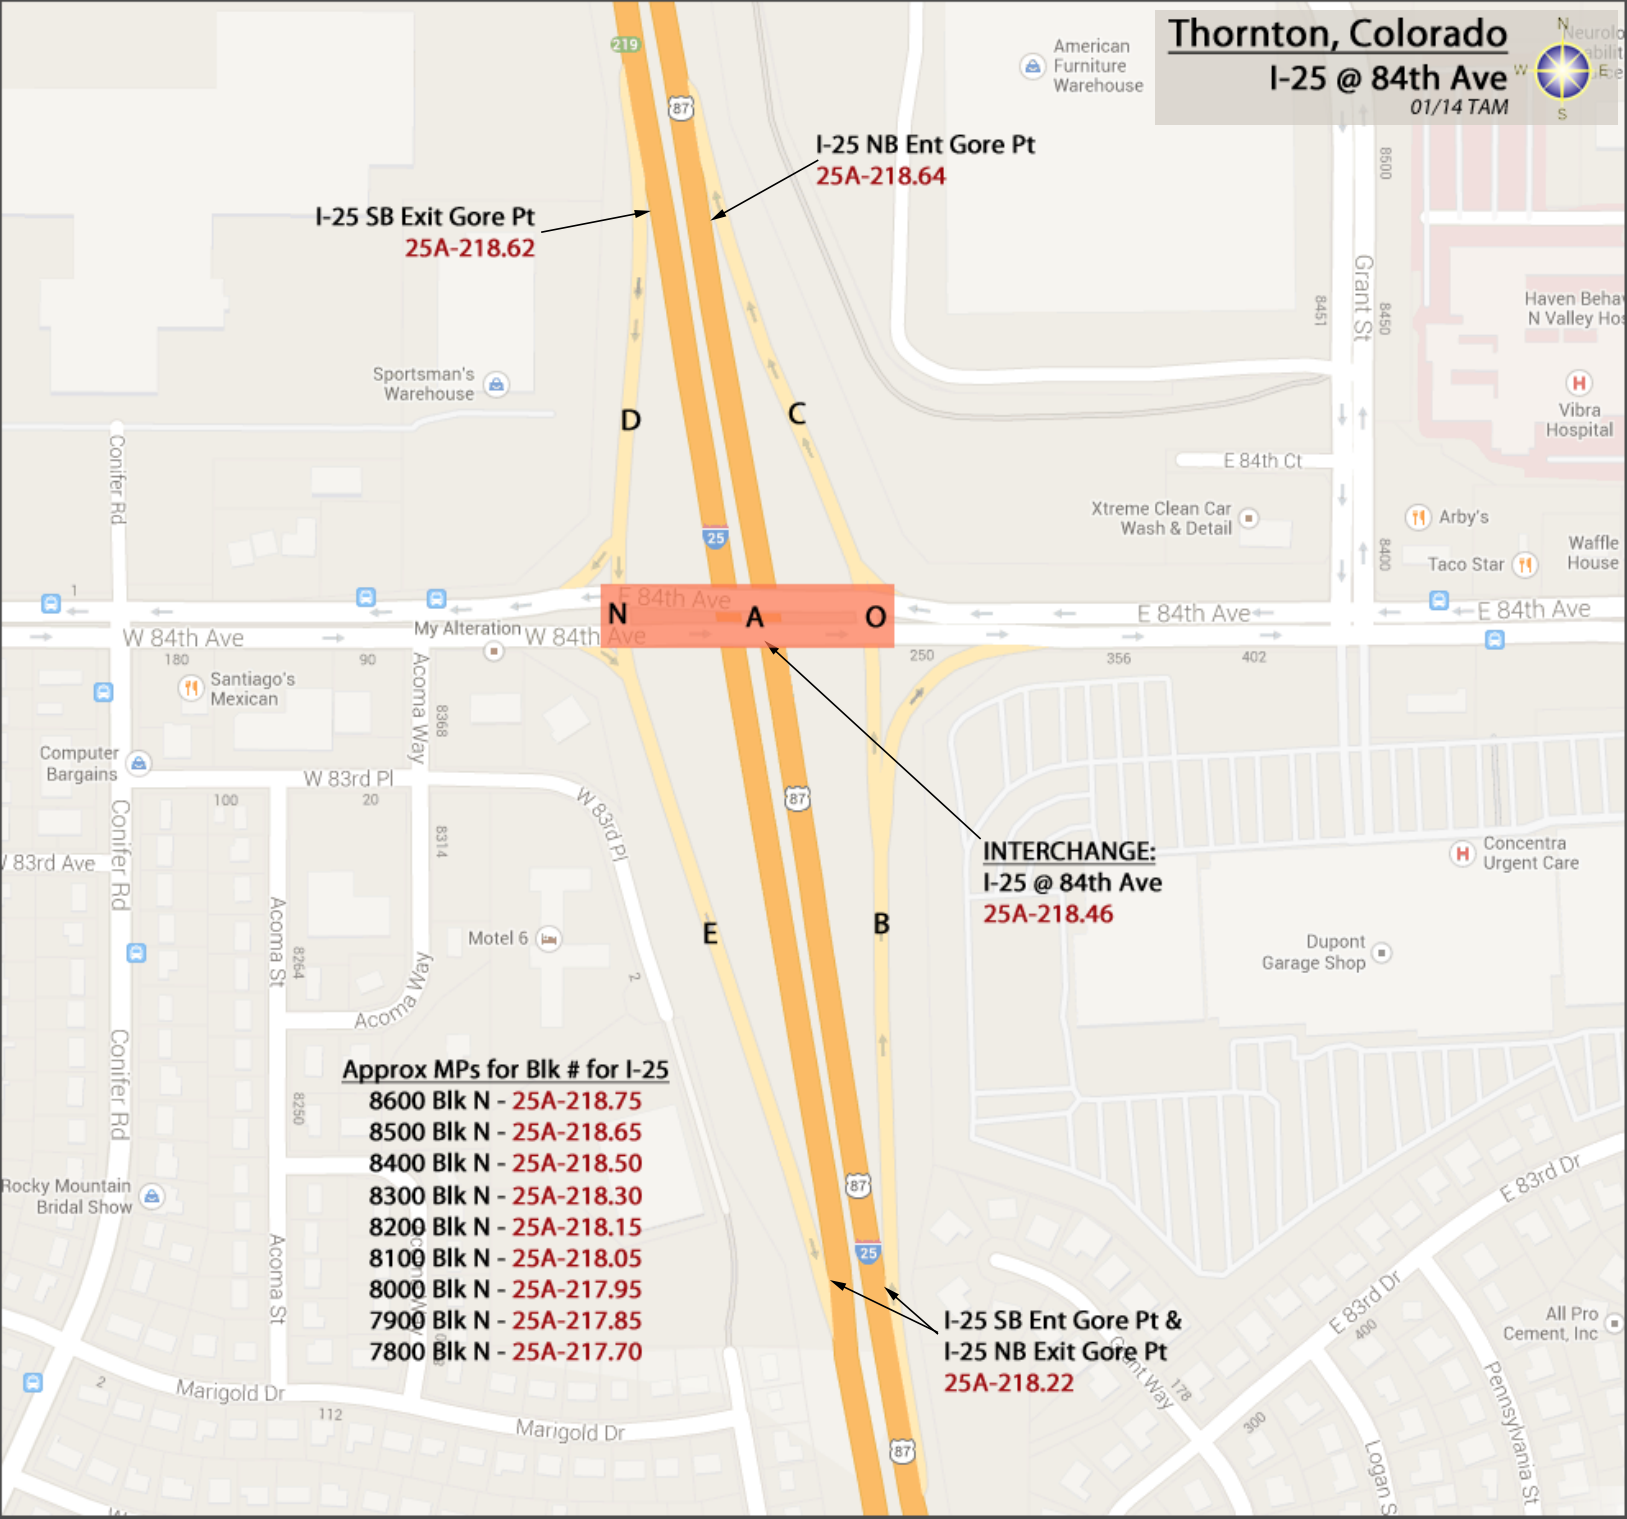 Thornton, Colorado
I-25 @ 84th Ave
01/14 TAM
N
W
E
S
219
87
American
Furniture
Warehouse
I-25 NB Ent Gore Pt
25A-218.64
I-25 SB Exit Gore Pt
25A-218.62
8500
Grant St
8451
8450
Haven Beha
N Valley Hos
Vibra
Hospital
Sportsman's
Warehouse
D
C
Conifer Rd
E 84th Ct
Xtreme Clean Car
Wash & Detail
Arby's
Taco Star
Waffle
House
8400
25
1
E 84th Ave
N
A
O
E 84th Ave
E 84th Ave
W 84th Ave
My Alteration
W 84th Ave
180
90
250
356
402
Santiago's
Mexican
Acoma Way
8368
Computer
Bargains
W 83rd Pl
100
20
W 83rd Pl
87
Conifer Rd
8314
83rd Ave
INTERCHANGE:
I-25 @ 84th Ave
25A-218.46
Concentra
Urgent Care
Acoma St
8264
Acoma Way
Motel 6
E
B
2
Dupont
Garage Shop
Conifer Rd
8250
Approx MPs for Blk # for I-25
8600 Blk N - 25A-218.75
8500 Blk N - 25A-218.65
8400 Blk N - 25A-218.50
8300 Blk N - 25A-218.30
8200 Blk N - 25A-218.15
8100 Blk N - 25A-218.05
8000 Blk N - 25A-217.95
7900 Blk N - 25A-217.85
7800 Blk N - 25A-217.70
Rocky Mountain
Bridal Show
Acoma St
87
25
E 83rd Dr
E 83rd Dr
400
I-25 SB Ent Gore Pt &
I-25 NB Exit Gore Pt
25A-218.22
All Pro
Cement, Inc
Way
178
300
2
Marigold Dr
112
Marigold Dr
87
Pennsylvania St
Logan S